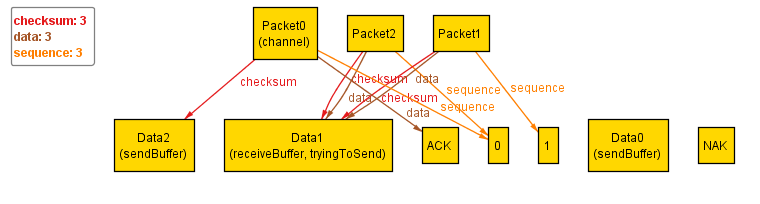 checksum: 3
data: 3
sequence: 3
Packet0
(channel)
Packet2
Packet1
checksum
checksum
data
sequence
sequence
data
checksum
sequence
data
Data2
(sendBuffer)
Data1
(receiveBuffer, tryingToSend)
ACK
0
1
Data0
(sendBuffer)
NAK